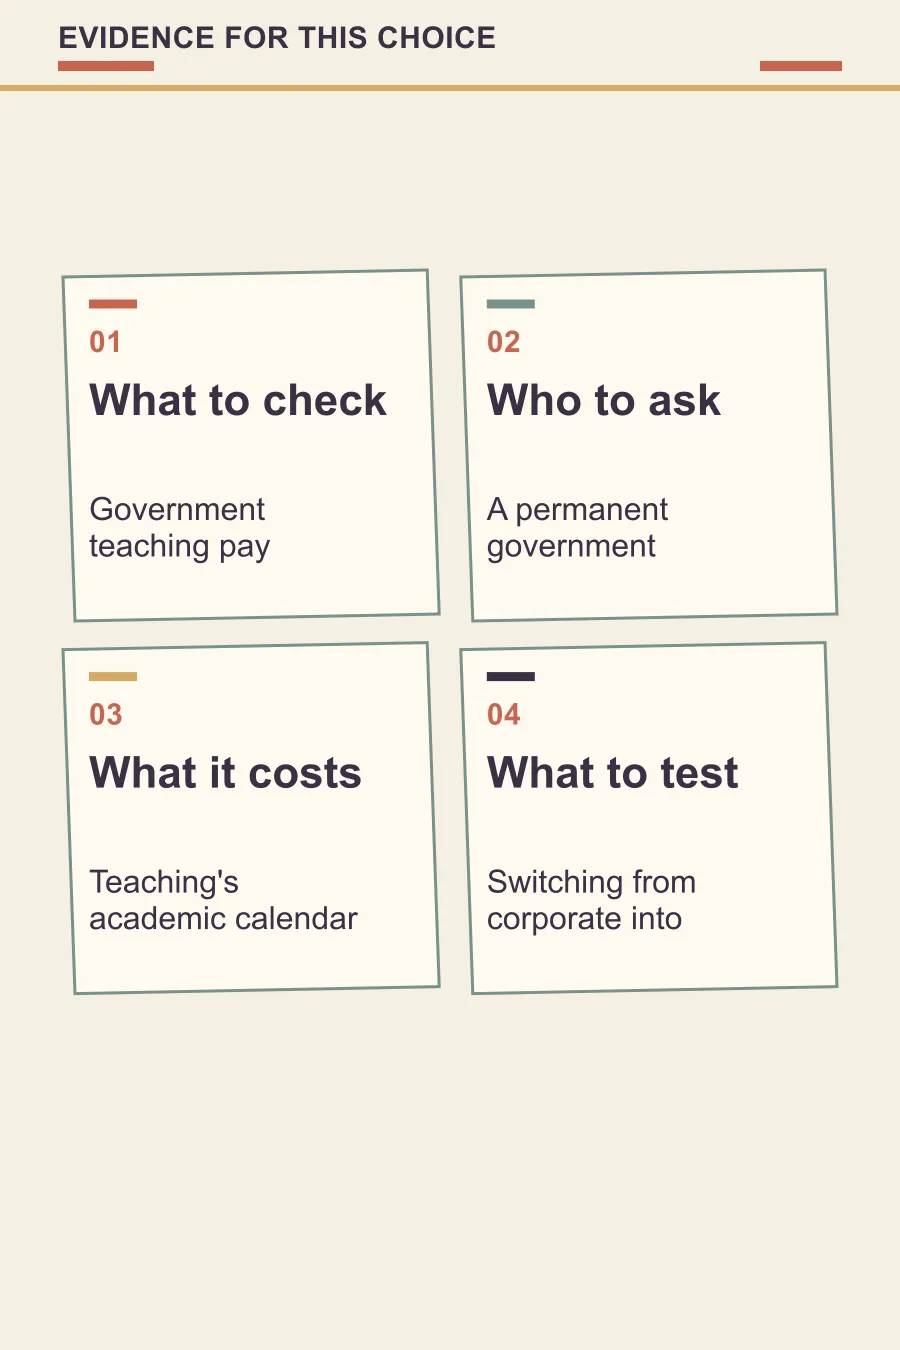 EVIDENCE FOR THIS CHOICE
01
What to check
Government
teaching pay
02
Who to ask
A permanent
government
03
What it costs
Teaching's
academic calendar
04
What to test
Switching from
corporate into